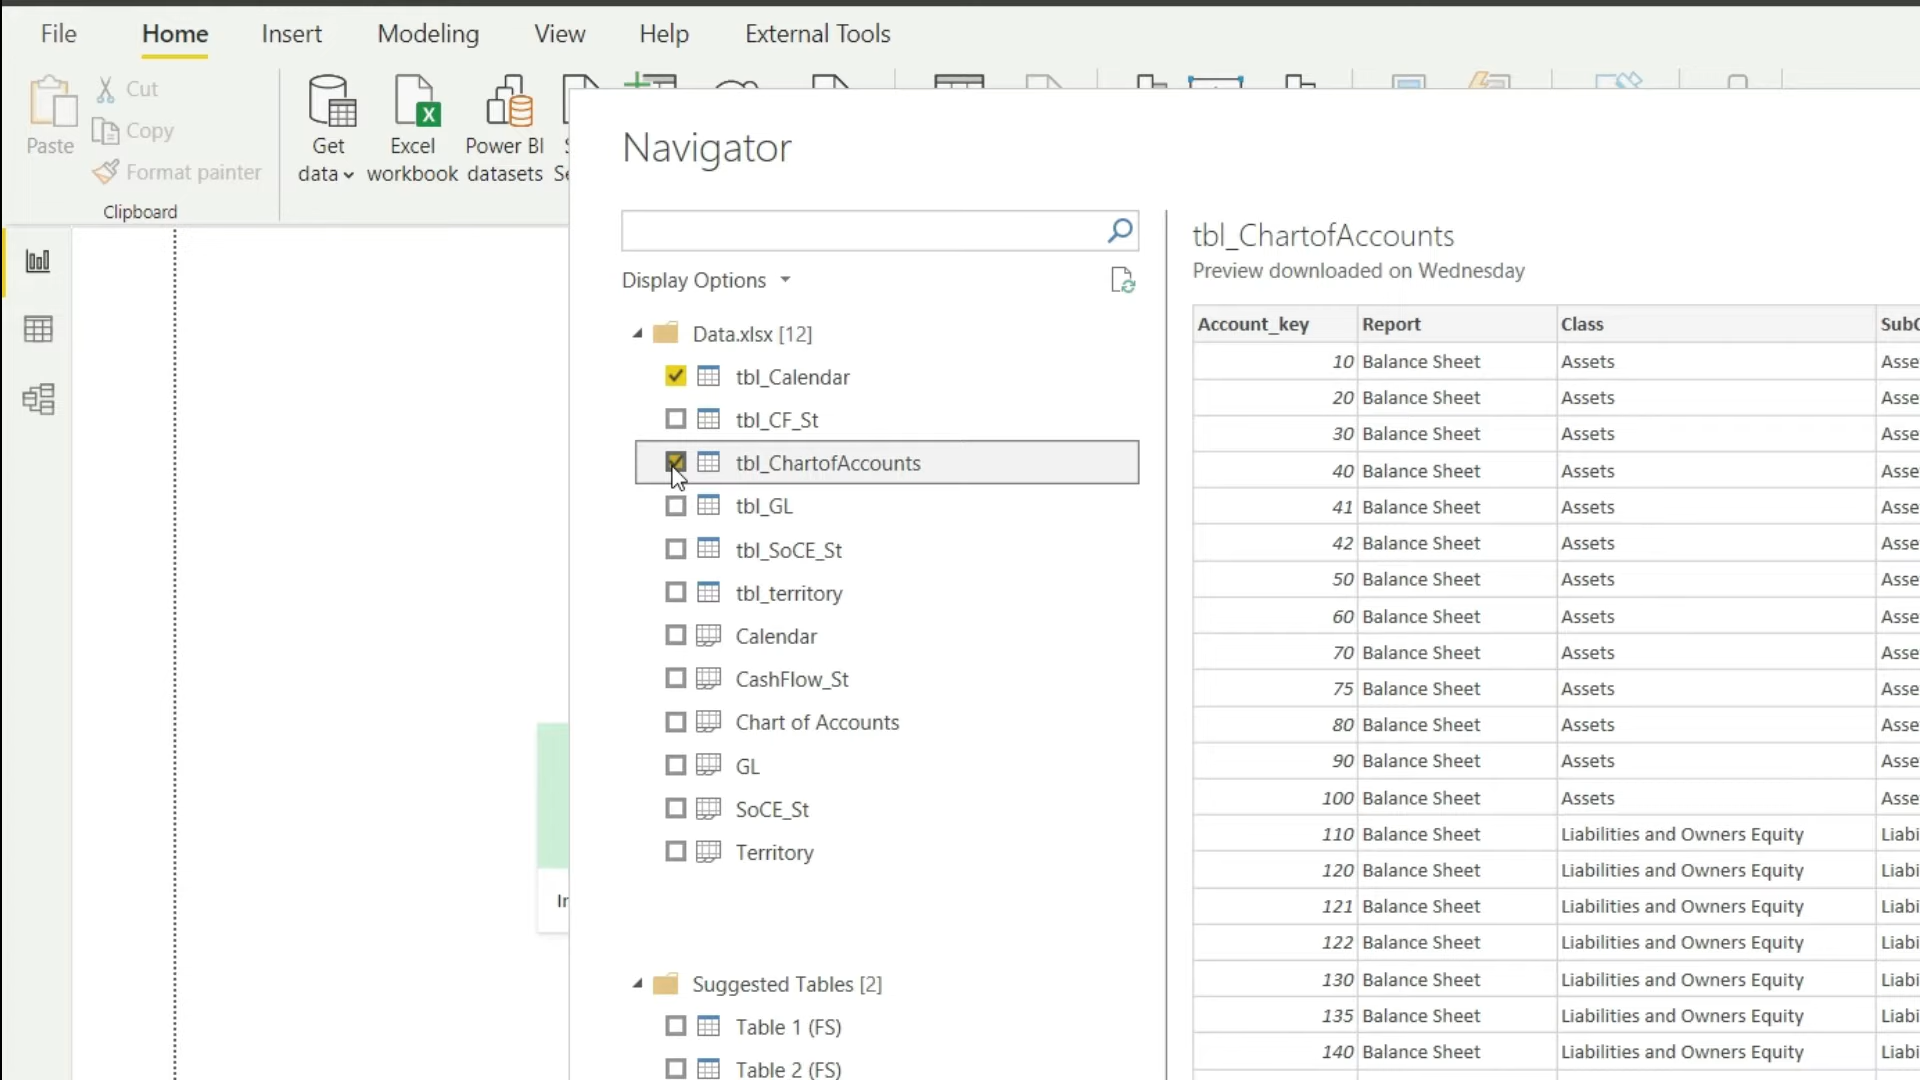 File Home Insert Modeling View Help External Tools
Cut
Copy
Paste
Format painter
Clipboard
Get data
Excel workbook
Power BI datasets
Navigator
Display Options
Data.xlsx [12]
tbl_Calendar
tbl_CF_St
tbl_ChartofAccounts
tbl_GL
tbl_SoCE_St
tbl_territory
Calendar
CashFlow_St
Chart of Accounts
GL
SoCE_St
Territory
Suggested Tables [2]
Table 1 (FS)
Table 2 (FS)
tbl_ChartofAccounts
Preview downloaded on Wednesday
Account_key Report Class
10 Balance Sheet Assets
20 Balance Sheet Assets
30 Balance Sheet Assets
40 Balance Sheet Assets
41 Balance Sheet Assets
42 Balance Sheet Assets
50 Balance Sheet Assets
60 Balance Sheet Assets
70 Balance Sheet Assets
75 Balance Sheet Assets
80 Balance Sheet Assets
90 Balance Sheet Assets
100 Balance Sheet Assets
110 Balance Sheet Liabilities and Owners Equity
120 Balance Sheet Liabilities and Owners Equity
121 Balance Sheet Liabilities and Owners Equity
122 Balance Sheet Liabilities and Owners Equity
130 Balance Sheet Liabilities and Owners Equity
135 Balance Sheet Liabilities and Owners Equity
140 Balance Sheet Liabilities and Owners Equity